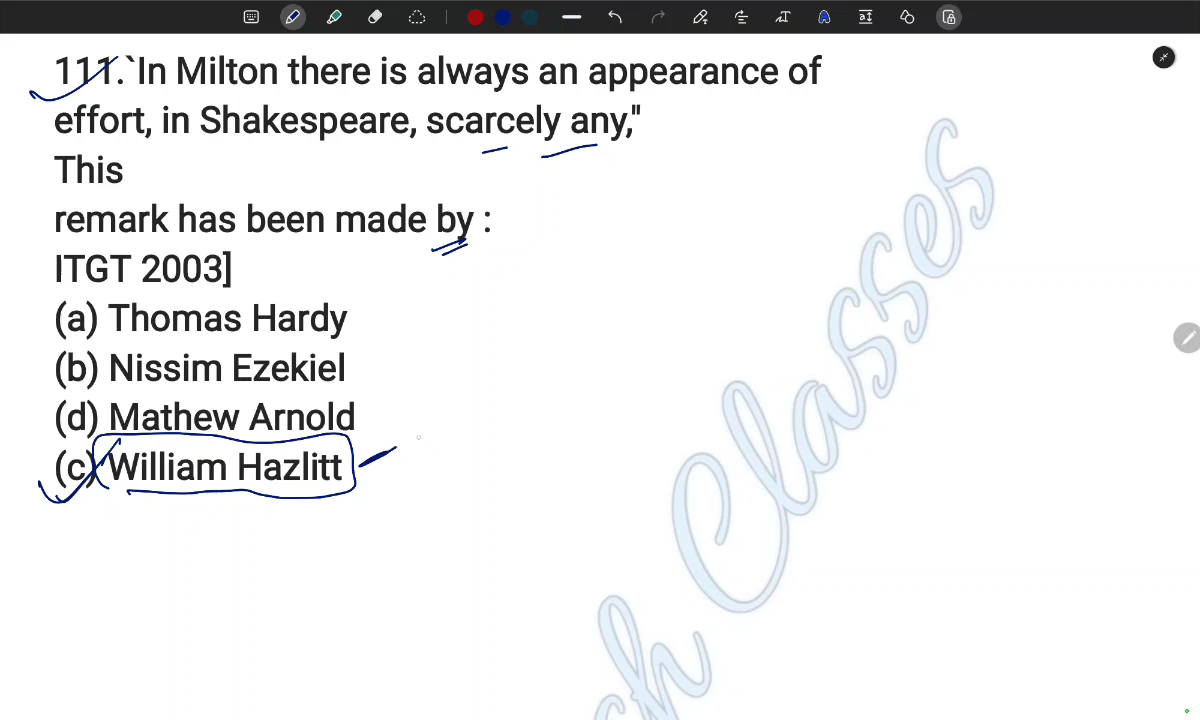 111.`In Milton there is always an appearance of
effort, in Shakespeare, scarcely any,"
This
remark has been made by :
ITGT 2003]
(a) Thomas Hardy
(b) Nissim Ezekiel
(d) Mathew Arnold
(c) William Hazlitt
Classes